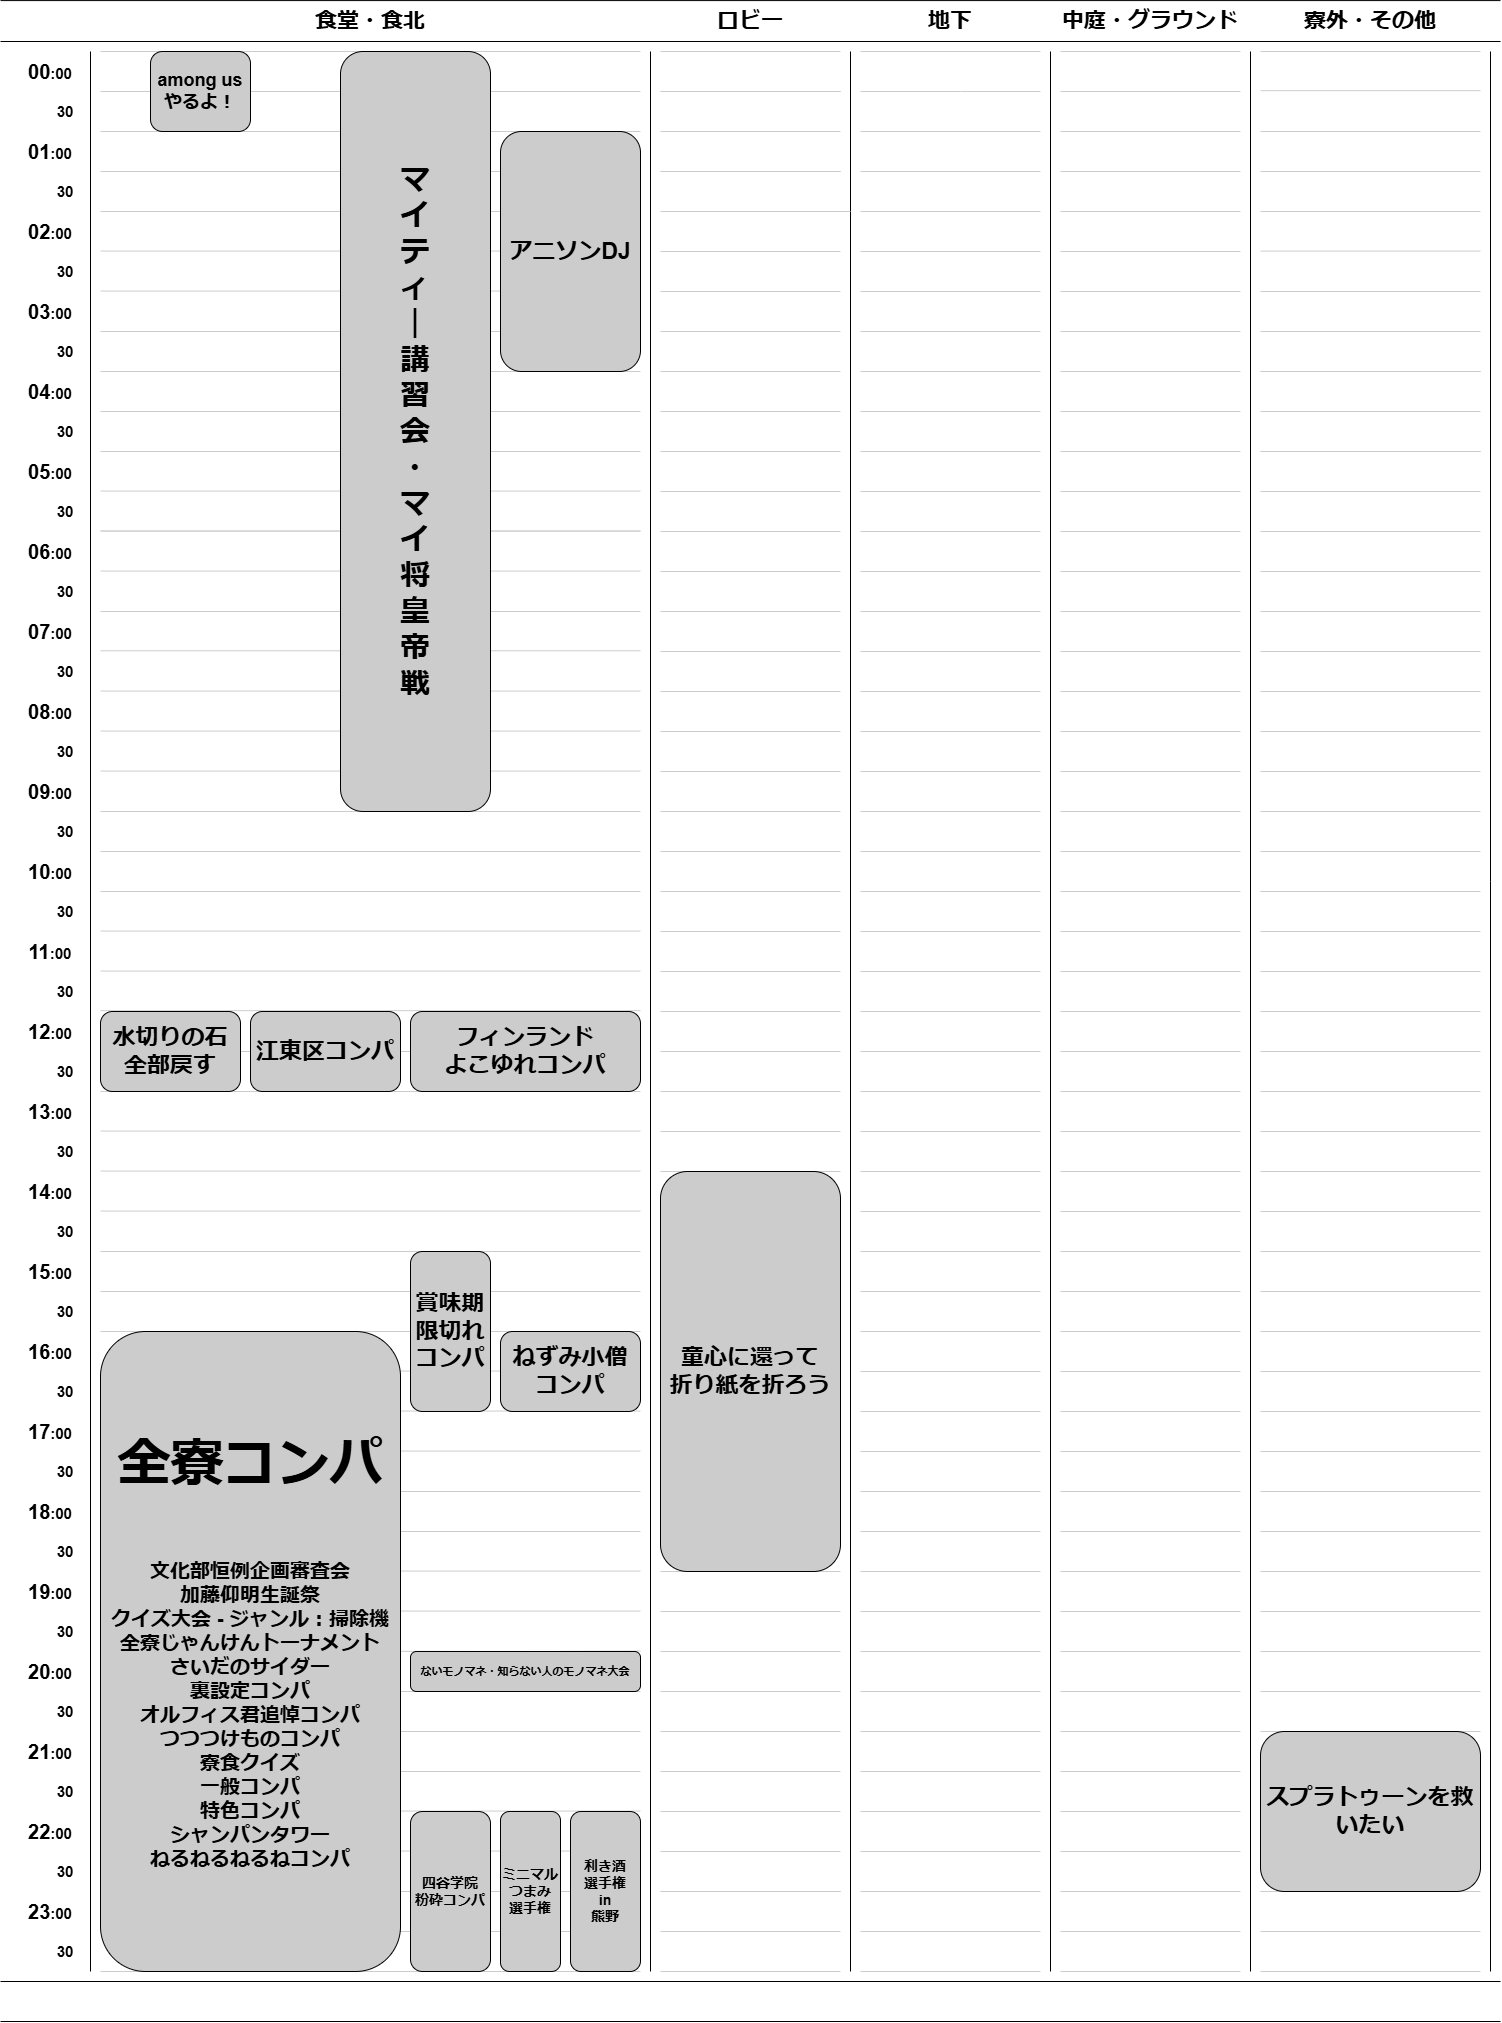 食堂・食北
ロビー
地下
中庭・グラウンド
寮外・その他
00:00
30
01:00
30
02:00
30
03:00
30
04:00
30
05:00
30
06:00
30
07:00
30
08:00
30
09:00
30
10:00
30
11:00
30
12:00
30
13:00
30
14:00
30
15:00
30
16:00
30
17:00
30
18:00
30
19:00
30
20:00
30
21:00
30
22:00
30
23:00
30
among us
やるよ！
マイティー講習会・マイ将皇帝戦
アニソンDJ
水切りの石
全部戻す
江東区コンパ
フィンランド
よこゆれコンパ
童心に還って
折り紙を折ろう
賞味期
限切れ
コンパ
ねずみ小僧
コンパ
全寮コンパ
文化部恒例企画審査会
加藤仰明生誕祭
クイズ大会 - ジャンル：掃除機
全寮じゃんけんトーナメント
さいだのサイダー
裏設定コンパ
オルフィス君追悼コンパ
つつつけものコンパ
寮食クイズ
一般コンパ
特色コンパ
シャンパンタワー
ねるねるねるねコンパ
ないモノマネ・知らない人のモノマネ大会
スプラトゥーンを救
いたい
四谷学院
粉砕コンパ
ミニマル
つまみ
選手権
利き酒
選手権
in
熊野